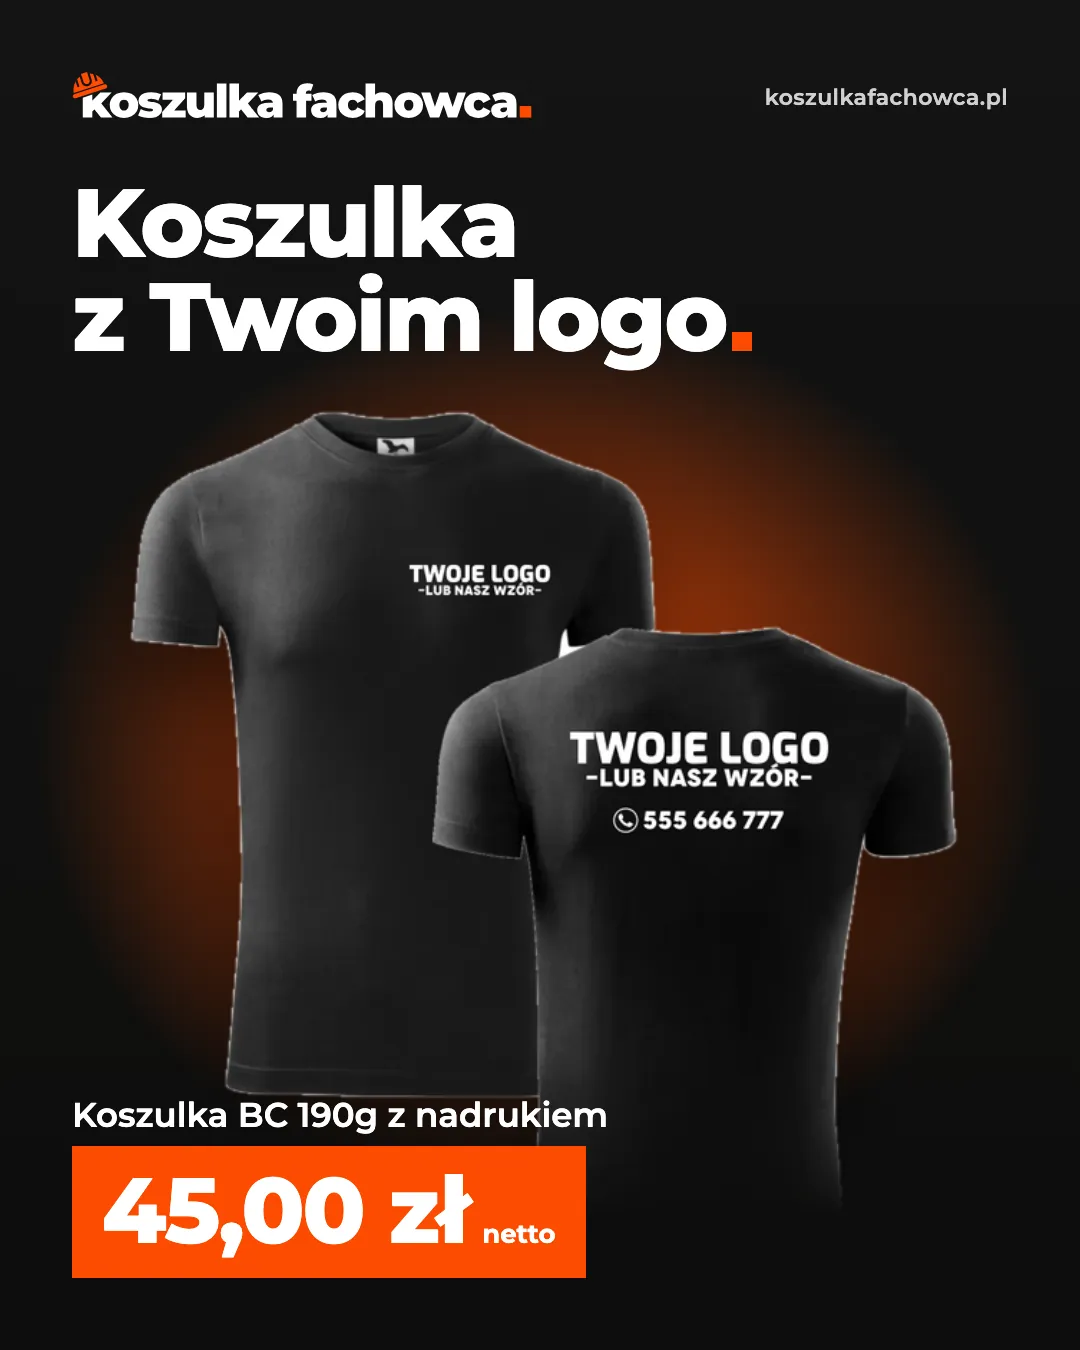 koszulka fachowca.
koszulkafachowca.pl
Koszulka
z Twoim logo.
TWOJE LOGO
-LUB NASZ WZÓR-
TWOJE LOGO
-LUB NASZ WZÓR-
555 666 777
Koszulka BC 190g z nadrukiem
45,00 zł netto